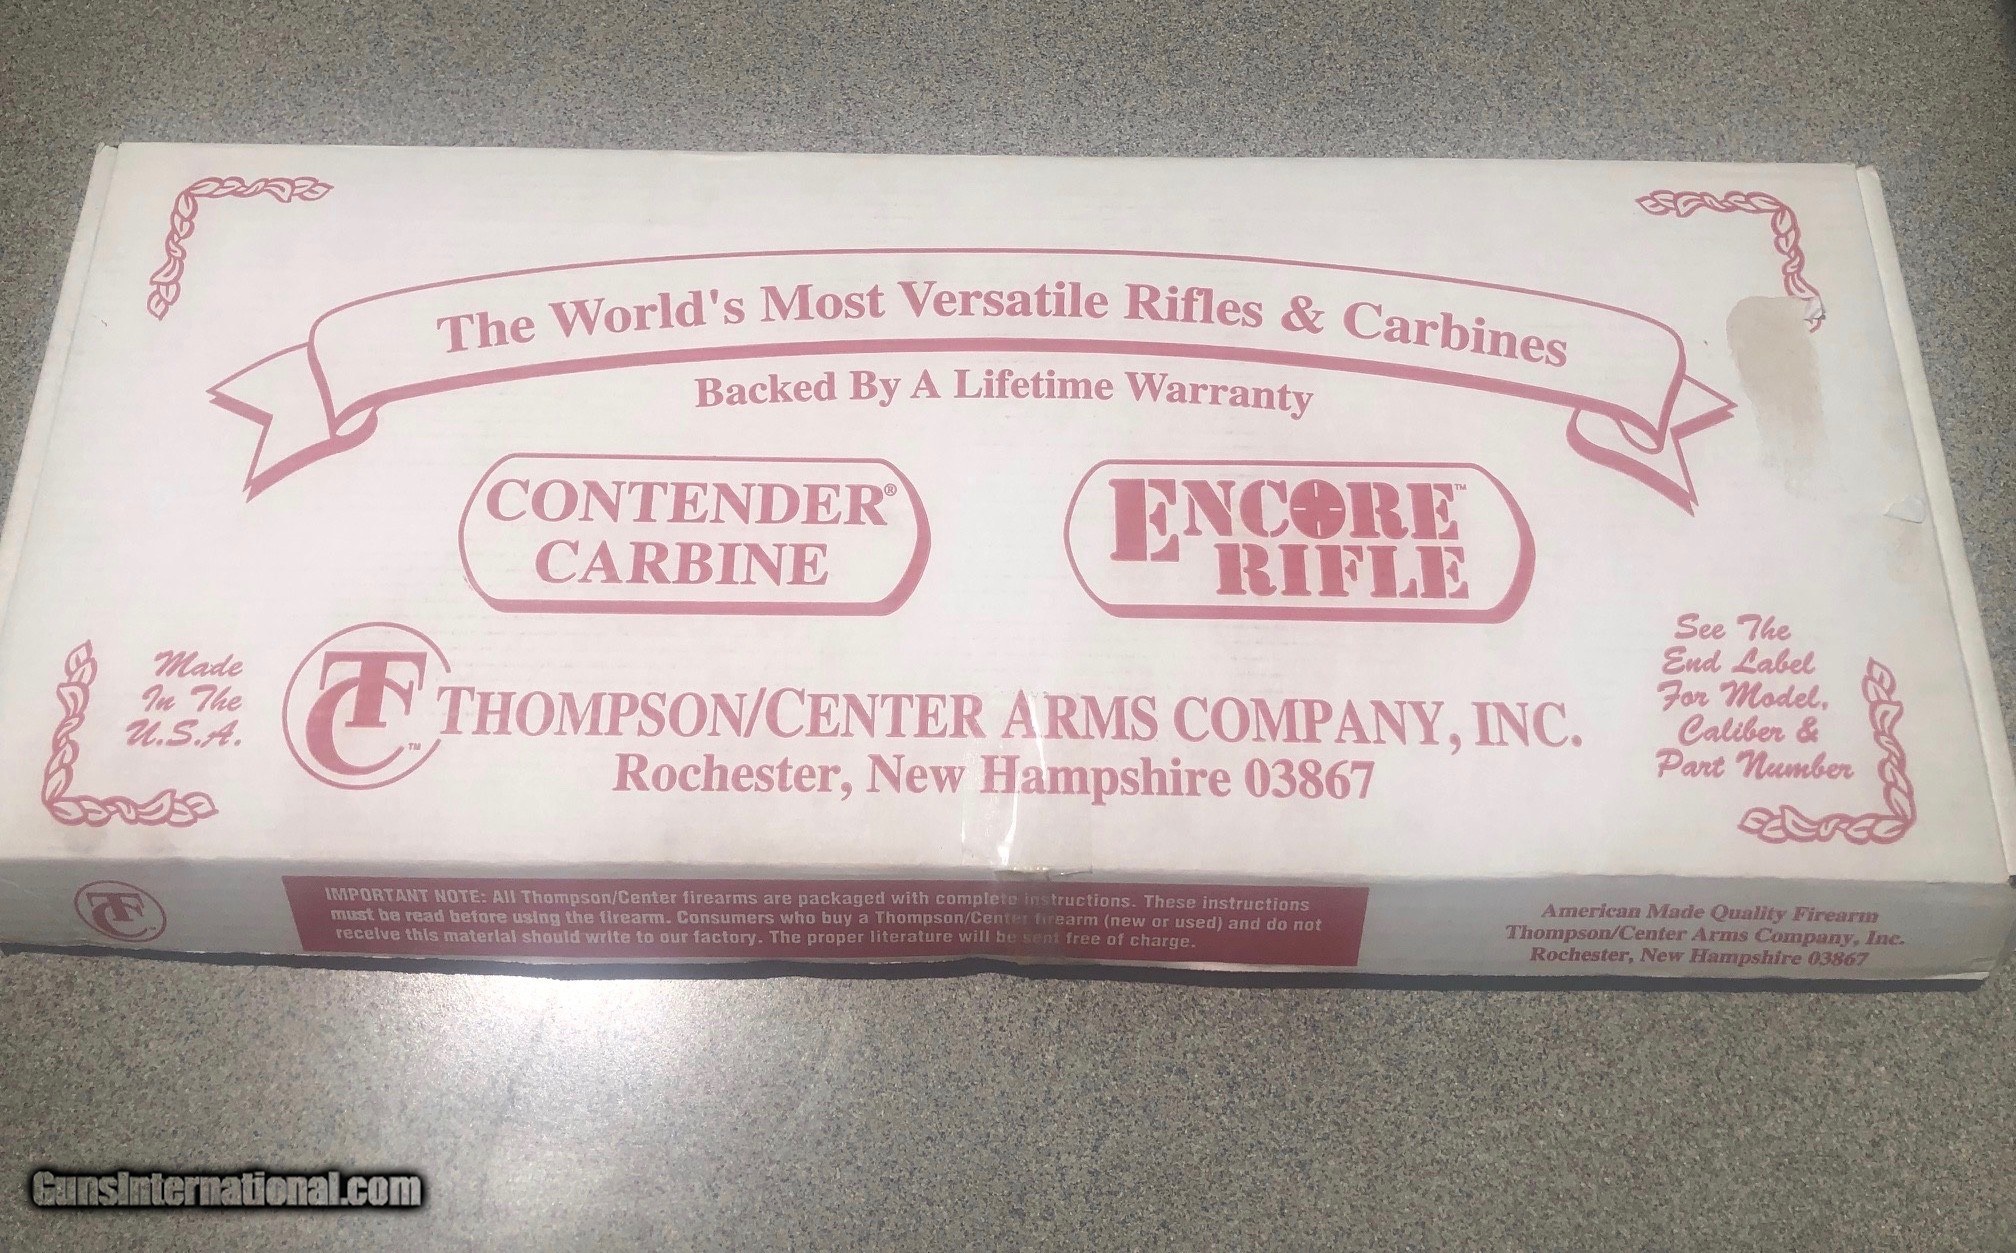 The World's Most Versatile Rifles & Carbines
Backed By A Lifetime Warranty
CONTENDER®
CARBINE
ENCORE™
RIFLE
Made
In The
U.S.A.
TC™
THOMPSON/CENTER ARMS COMPANY, INC.
Rochester, New Hampshire 03867
See The
End Label
For Model,
Caliber &
Part Number
TC
IMPORTANT NOTE: All Thompson/Center firearms are packaged with complete instructions. These instructions
must be read before using the firearm. Consumers who buy a Thompson/Center firearm (new or used) and do not
receive this material should write to our factory. The proper literature will be sent free of charge.
American Made Quality Firearm
Thompson/Center Arms Company, Inc.
Rochester, New Hampshire 03867
GunsInternational.com